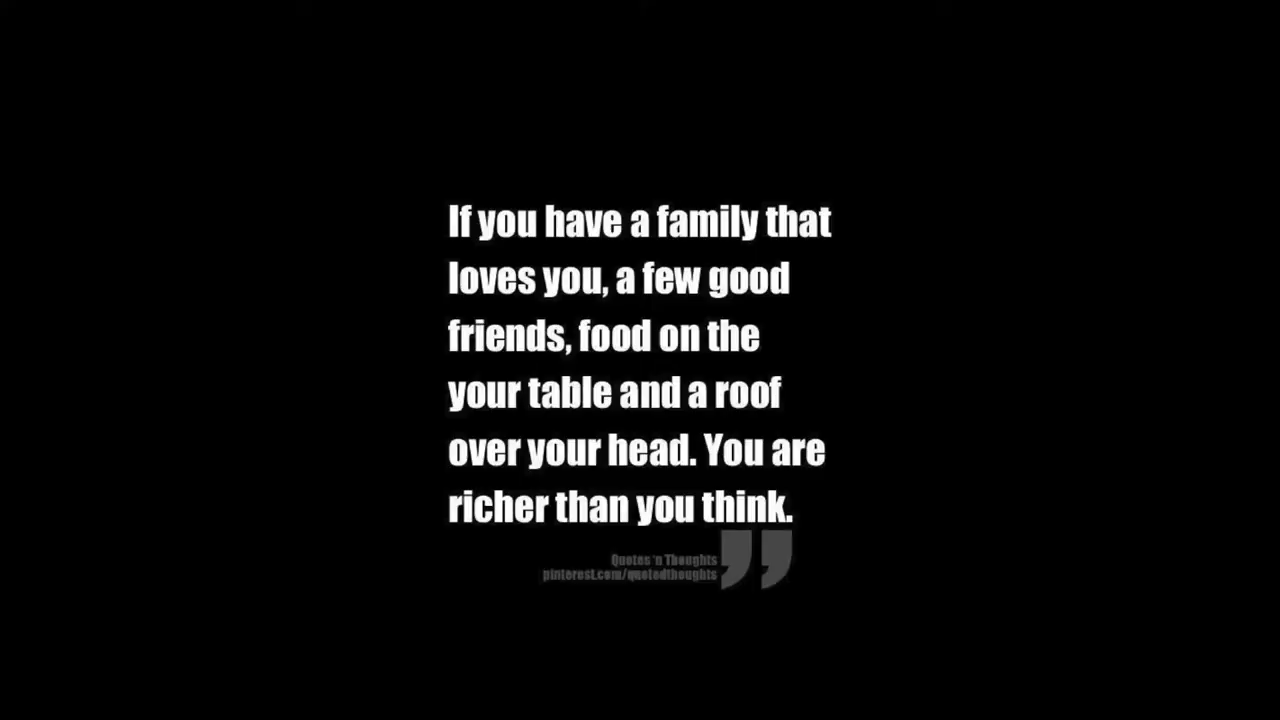 If you have a family that
loves you, a few good
friends, food on the
your table and a roof
over your head. You are
richer than you think.
Quotes 'n Thoughts
pinterest.com/quotedthoughts